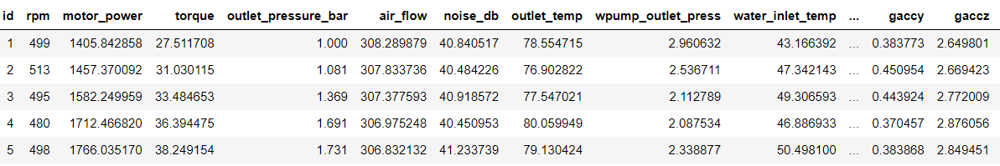 id rpm motor_power torque outlet_pressure_bar air_flow noise_db outlet_temp wpump_outlet_press water_inlet_temp ... gaccy gaccz
1 499 1405.842858 27.511708 1.000 308.289879 40.840517 78.554715 2.960632 43.166392 ... 0.383773 2.649801
2 513 1457.370092 31.030115 1.081 307.833736 40.484226 76.902822 2.536711 47.342143 ... 0.450954 2.669423
3 495 1582.249959 33.484653 1.369 307.377593 40.918572 77.547021 2.112789 49.306593 ... 0.443924 2.772009
4 480 1712.466820 36.394475 1.691 306.975248 40.450953 80.059949 2.087534 46.886933 ... 0.370457 2.876056
5 498 1766.035170 38.249154 1.731 306.832132 41.233739 79.130424 2.338877 50.498100 ... 0.383868 2.849451